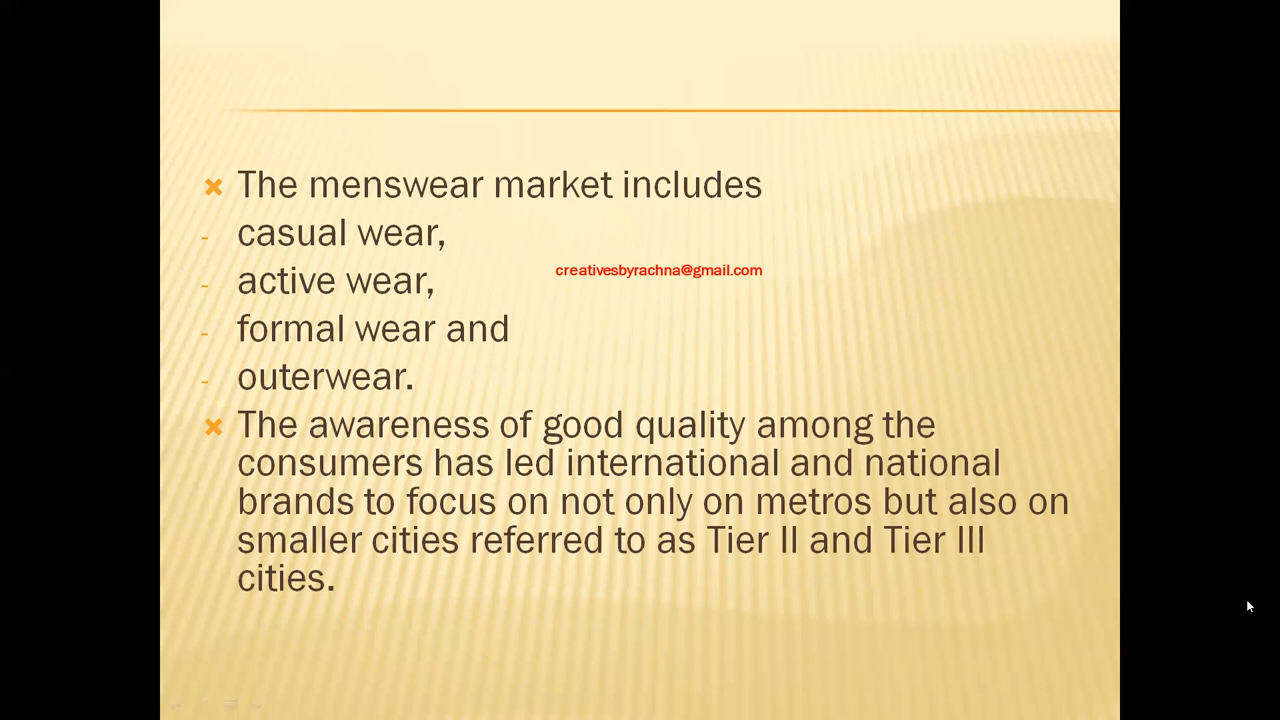 The menswear market includes
- casual wear,
creativesbyrachna@gmail.com
- active wear,
- formal wear and
- outerwear.
The awareness of good quality among the
consumers has led international and national
brands to focus on not only on metros but also on
smaller cities referred to as Tier II and Tier III
cities.